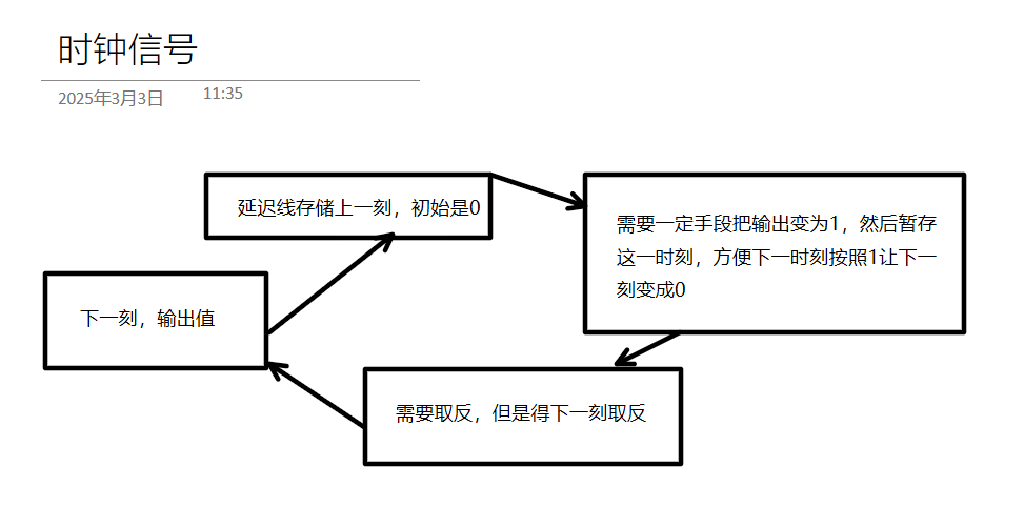 时钟信号
2025年3月3日
11:35
延迟线存储上一刻，初始是0
需要一定手段把输出变为1，然后暂存
这一时刻，方便下一时刻按照1让下一
刻变成0
下一刻，输出值
需要取反，但是得下一刻取反